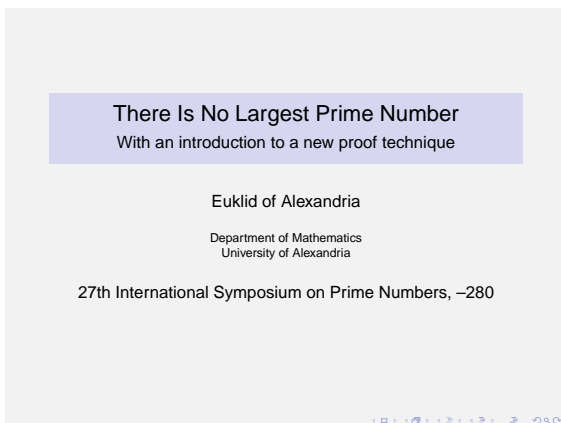 There Is No Largest Prime Number
With an introduction to a new proof technique
Euklid of Alexandria
Department of Mathematics
University of Alexandria
27th International Symposium on Prime Numbers, –280